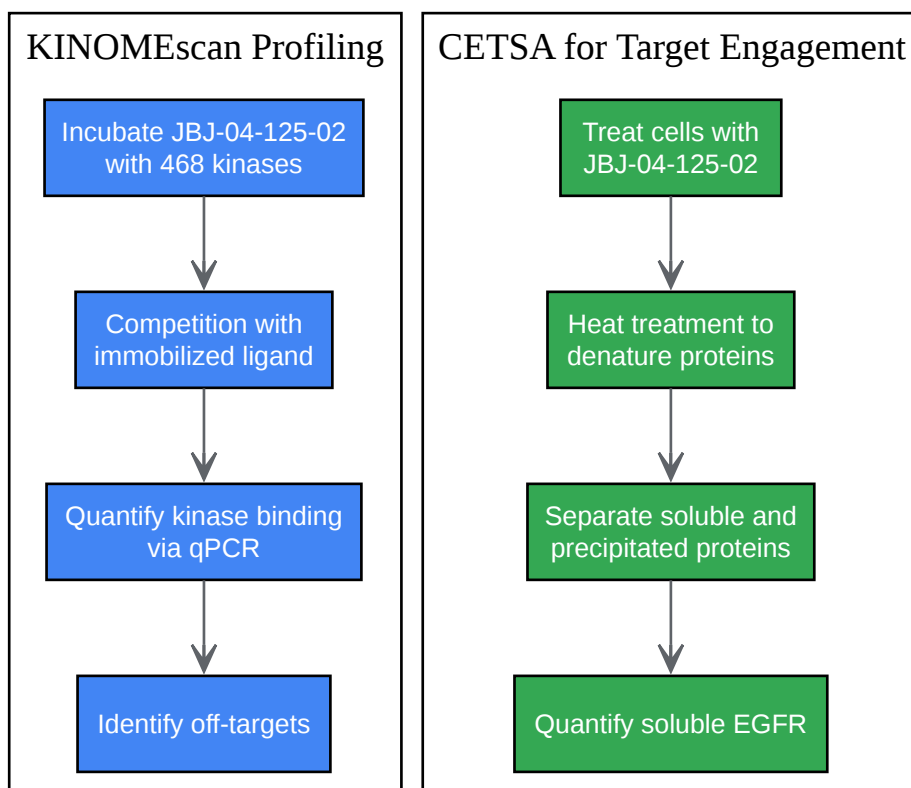 KINOMEscan Profiling
Incubate JBJ-04-125-02
with 468 kinases
Competition with
immobilized ligand
Quantify kinase binding
via qPCR
Identify off-targets
CETSA for Target Engagement
Treat cells with
JBJ-04-125-02
Heat treatment to
denature proteins
Separate soluble and
precipitated proteins
Quantify soluble EGFR